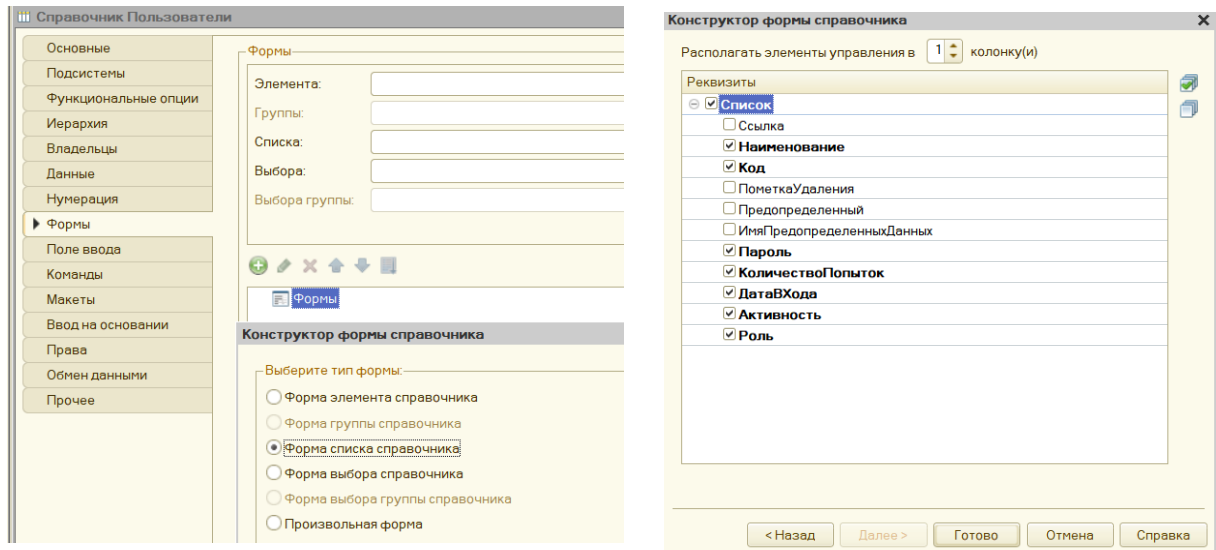 Справочник Пользовате ли
Основные
Подсистемы
Функциональные опции
Иерархия
Владельцы
Данные
Нумерация
Формы
Поле ввода
Команды
Макеты
Ввод на основании
Права
Обмен данными
Прочее
Формы
Элемента:
Группы:
Списка:
Выбора:
Выбора группы:
Формы
Конструктор формы справочника
Выберите тип формы:
Форма элемента справочника
Форма группы справочника
Форма списка справочника
Форма выбора справочника
Форма выбора группы справочника
Произвольная форма
Конструктор формы справочника
Располагать элементы управления в 1 колонку(и)
Реквизиты
Список
Ссылка
Наименование
Код
ПометкаУдаления
Предопределенный
ИмяПредопределенныхДанных
Пароль
КоличествоПопыток
ДатаВХода
Активность
Роль
< Назад Далее > Готово Отмена Справка